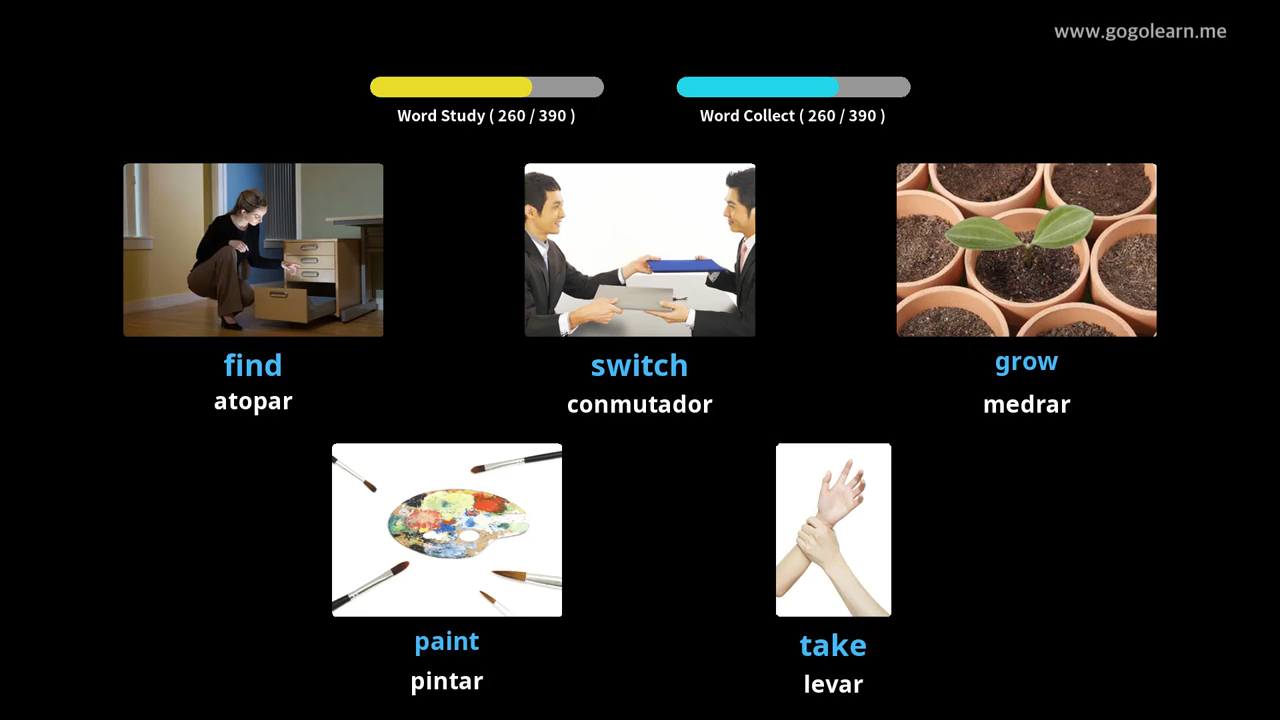 www.gogolearn.me
Word Study ( 260 / 390 )
Word Collect ( 260 / 390 )
find
atopar
switch
conmutador
grow
medrar
paint
pintar
take
levar